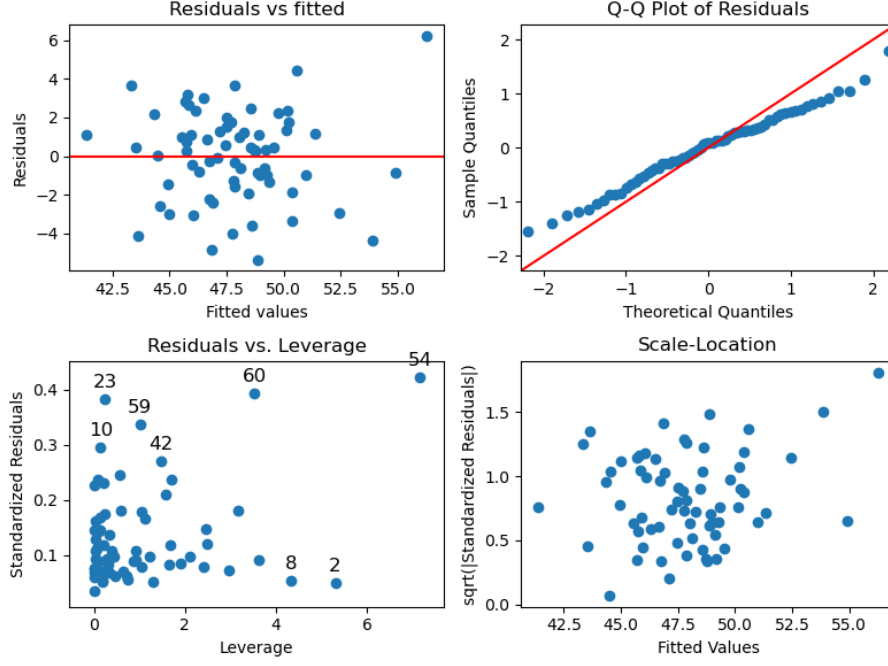 Residuals vs fitted
6
4
2
0
−2
−4
Residuals
42.5 45.0 47.5 50.0 52.5 55.0
Fitted values
Q-Q Plot of Residuals
2
1
0
−1
−2
Sample Quantiles
−2 −1 0 1 2
Theoretical Quantiles
Residuals vs. Leverage
54
60
23
59
10
42
8
2
0.4
0.3
0.2
0.1
Standardized Residuals
0 2 4 6
Leverage
Scale-Location
1.5
1.0
0.5
0.0
sqrt(|Standardized Residuals|)
42.5 45.0 47.5 50.0 52.5 55.0
Fitted Values